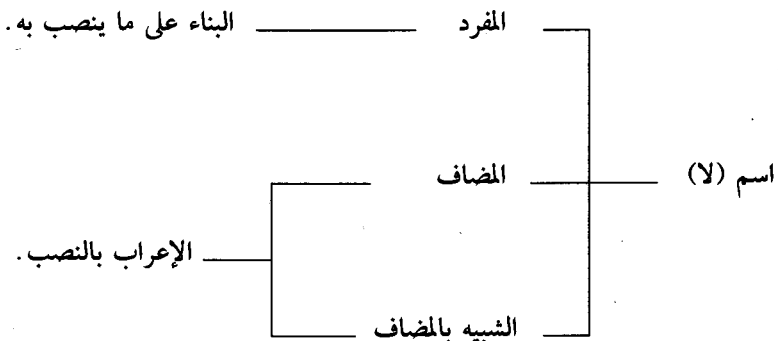 المفرد البناء على ما ينصب به.
اسم (لا) المضاف
الإعراب بالنصب.
الشبيه بالمضاف